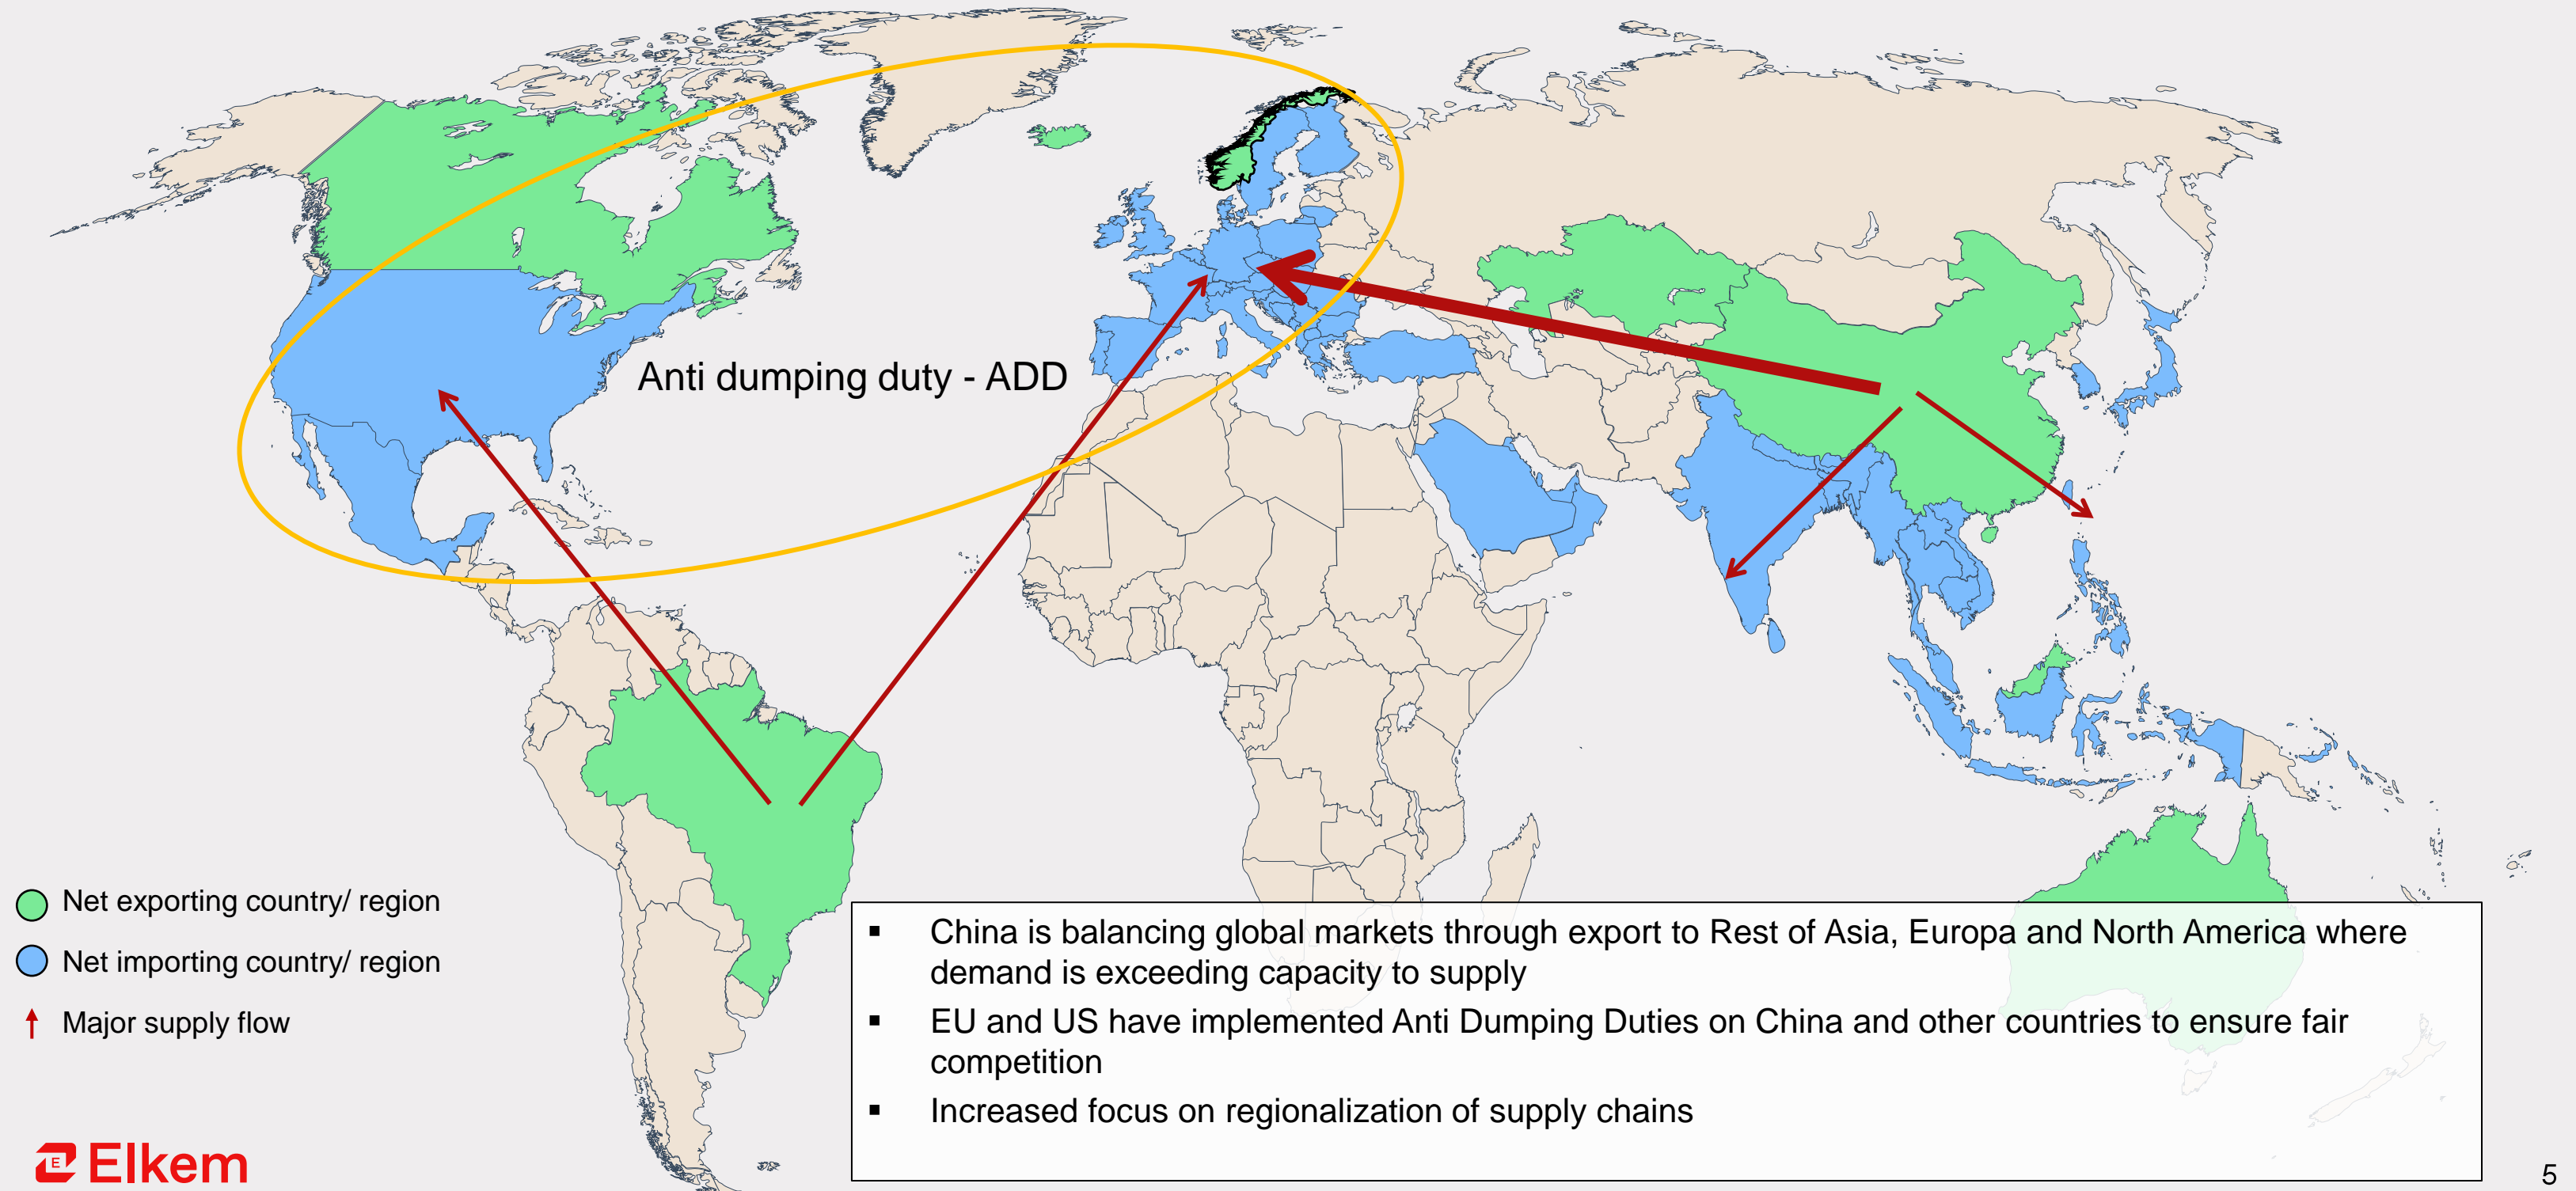 Anti dumping duty - ADD
Net exporting country/ region
Net importing country/ region
Major supply flow
▪ China is balancing global markets through export to Rest of Asia, Europa and North America where
demand is exceeding capacity to supply
▪ EU and US have implemented Anti Dumping Duties on China and other countries to ensure fair
competition
▪ Increased focus on regionalization of supply chains
E Elkem
5